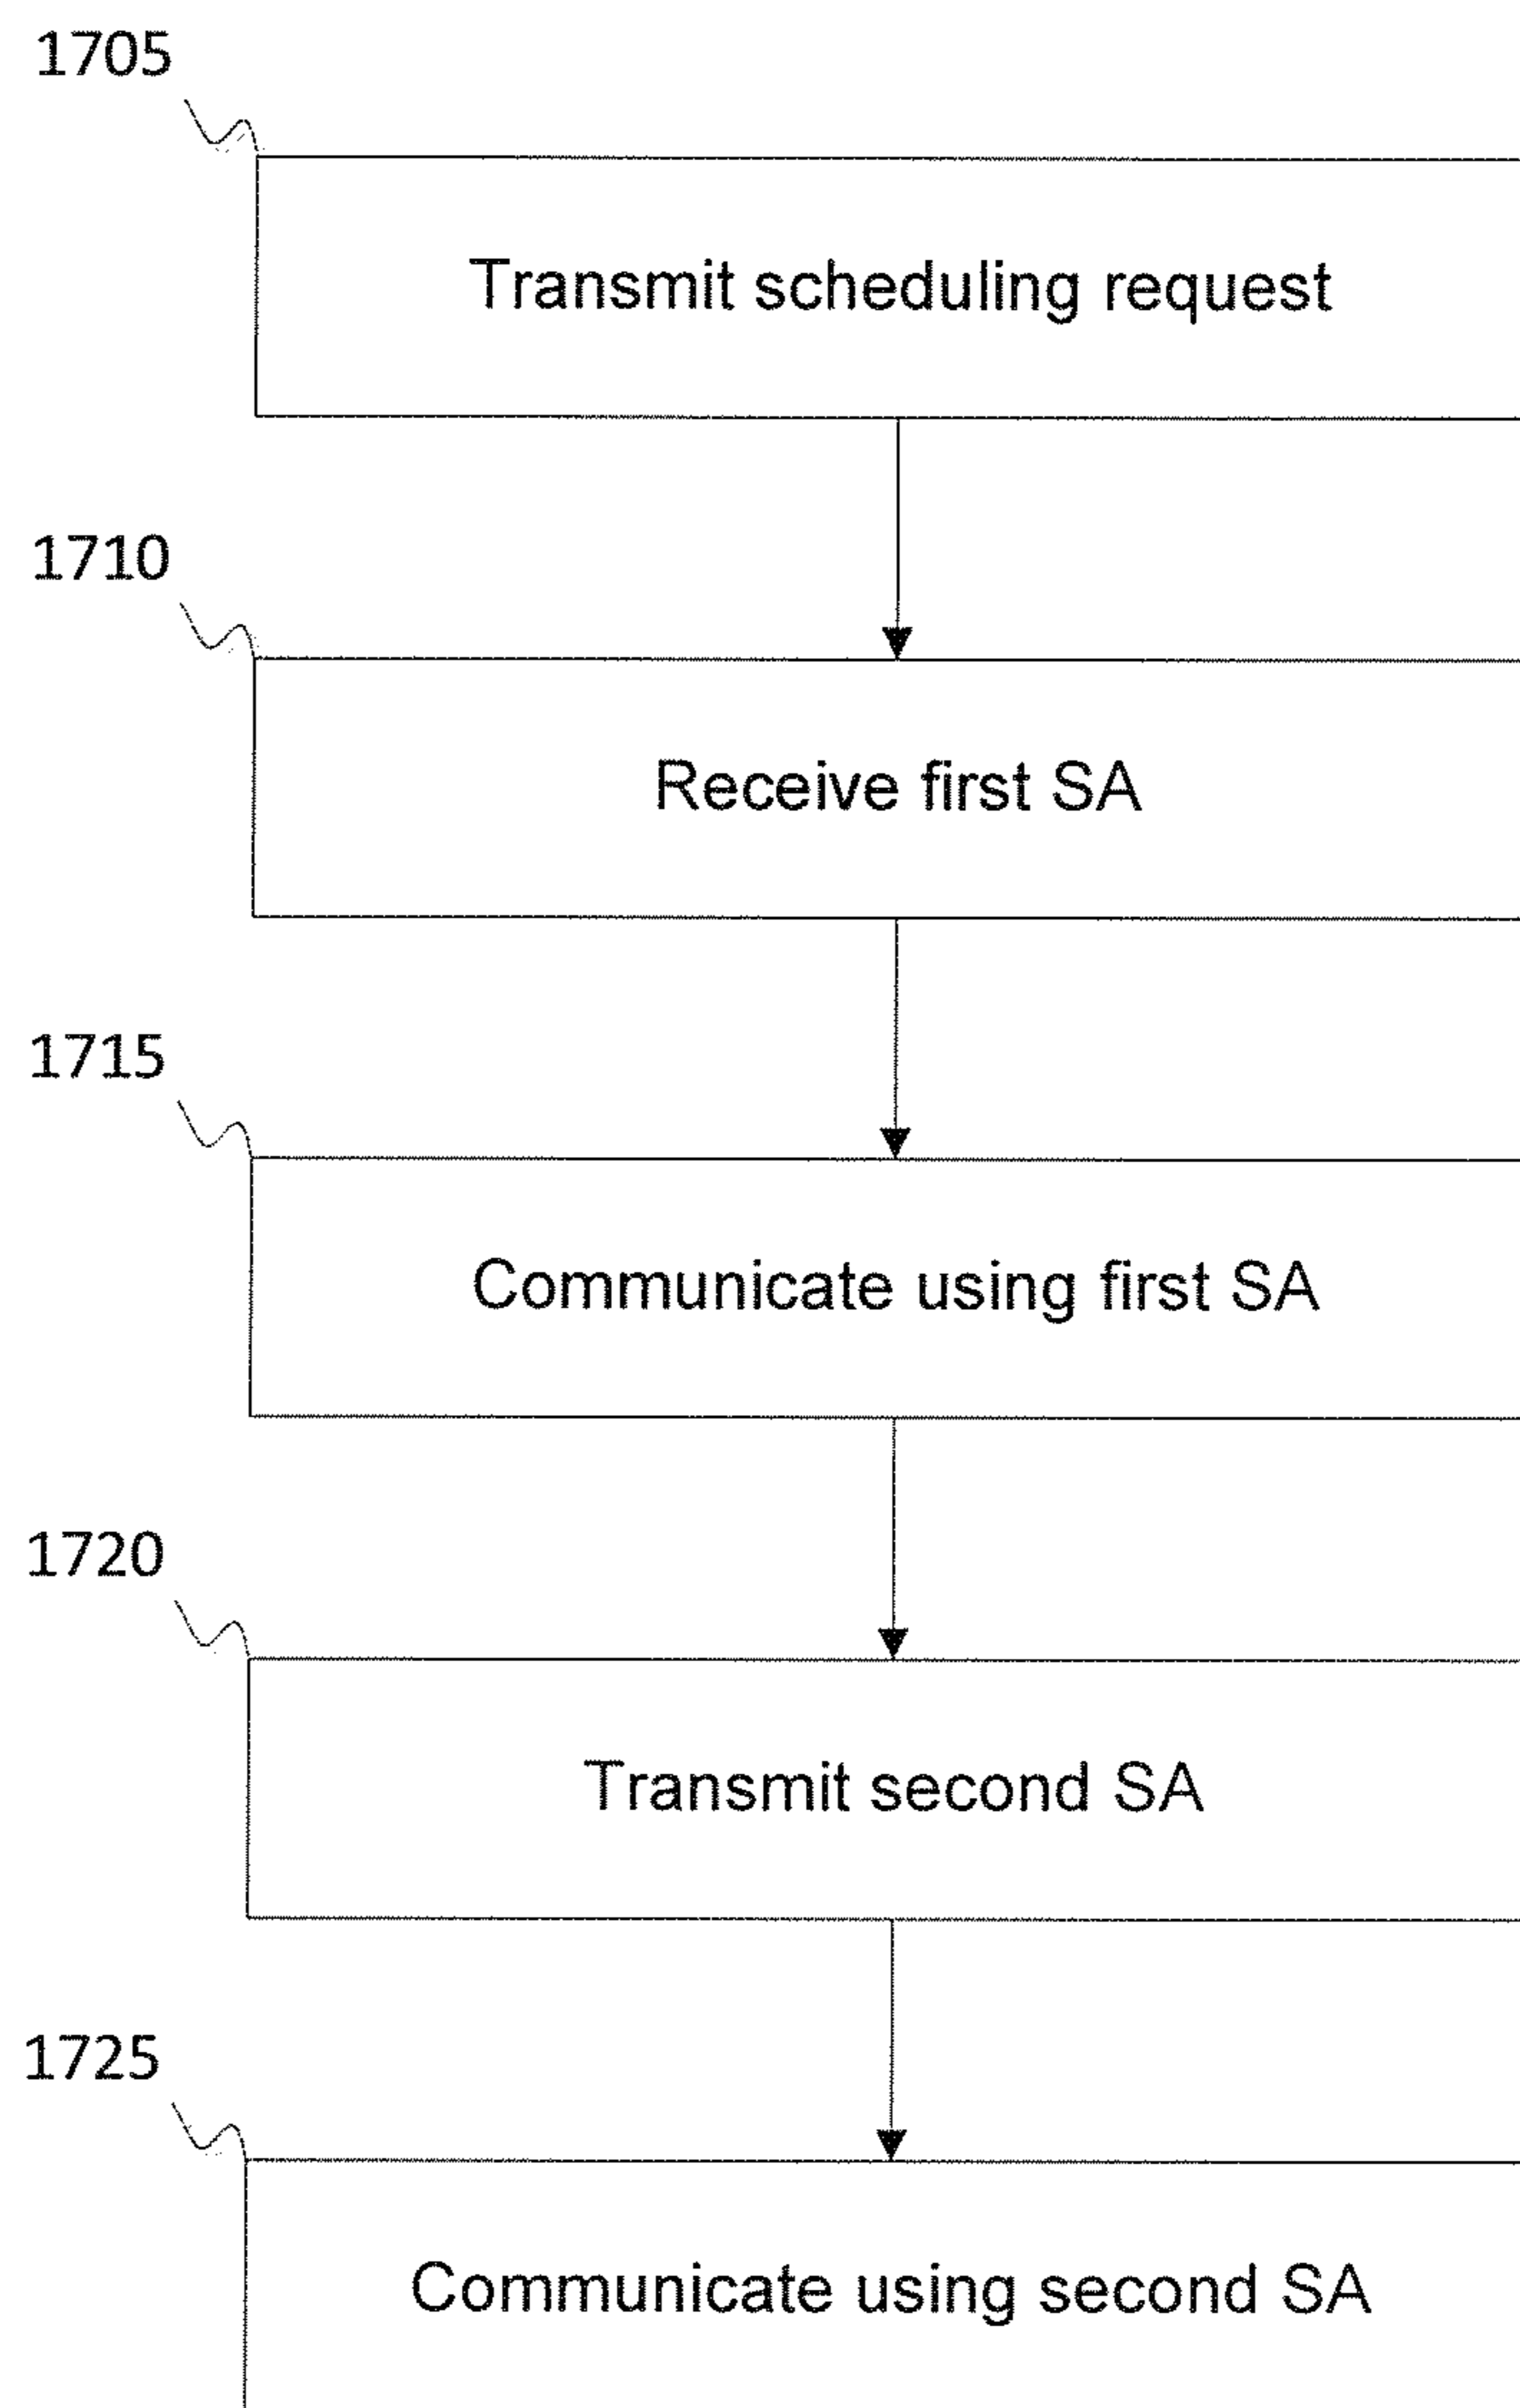 1705
Transmit scheduling request
1710
Receive first SA
1715
Communicate using first SA
1720
Transmit second SA
1725
Communicate using second SA